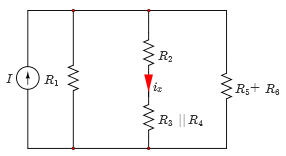 R₂
I
R₁
iₓ
R₅+ R₆
R₃ || R₄